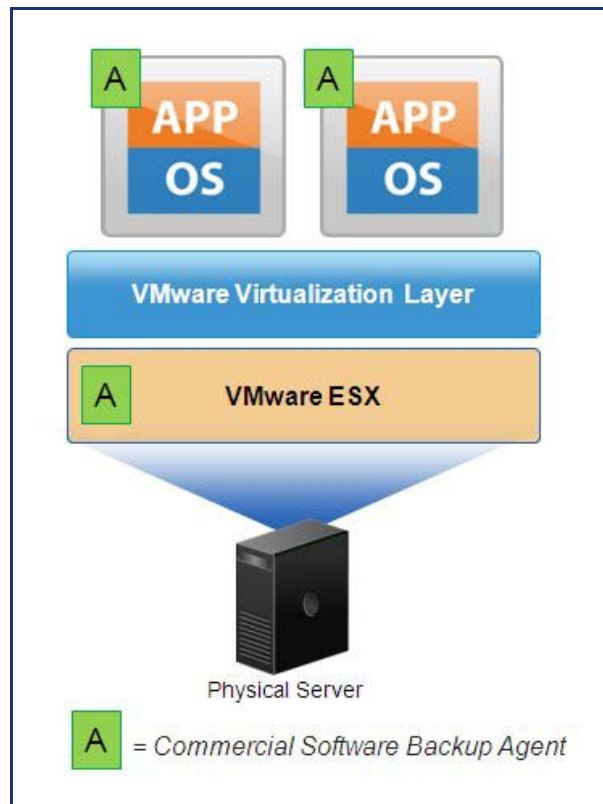 A
A
APP
APP
OS
OS
VMware Virtualization Layer
A
VMware ESX
Physical Server
A = Commercial Software Backup Agent